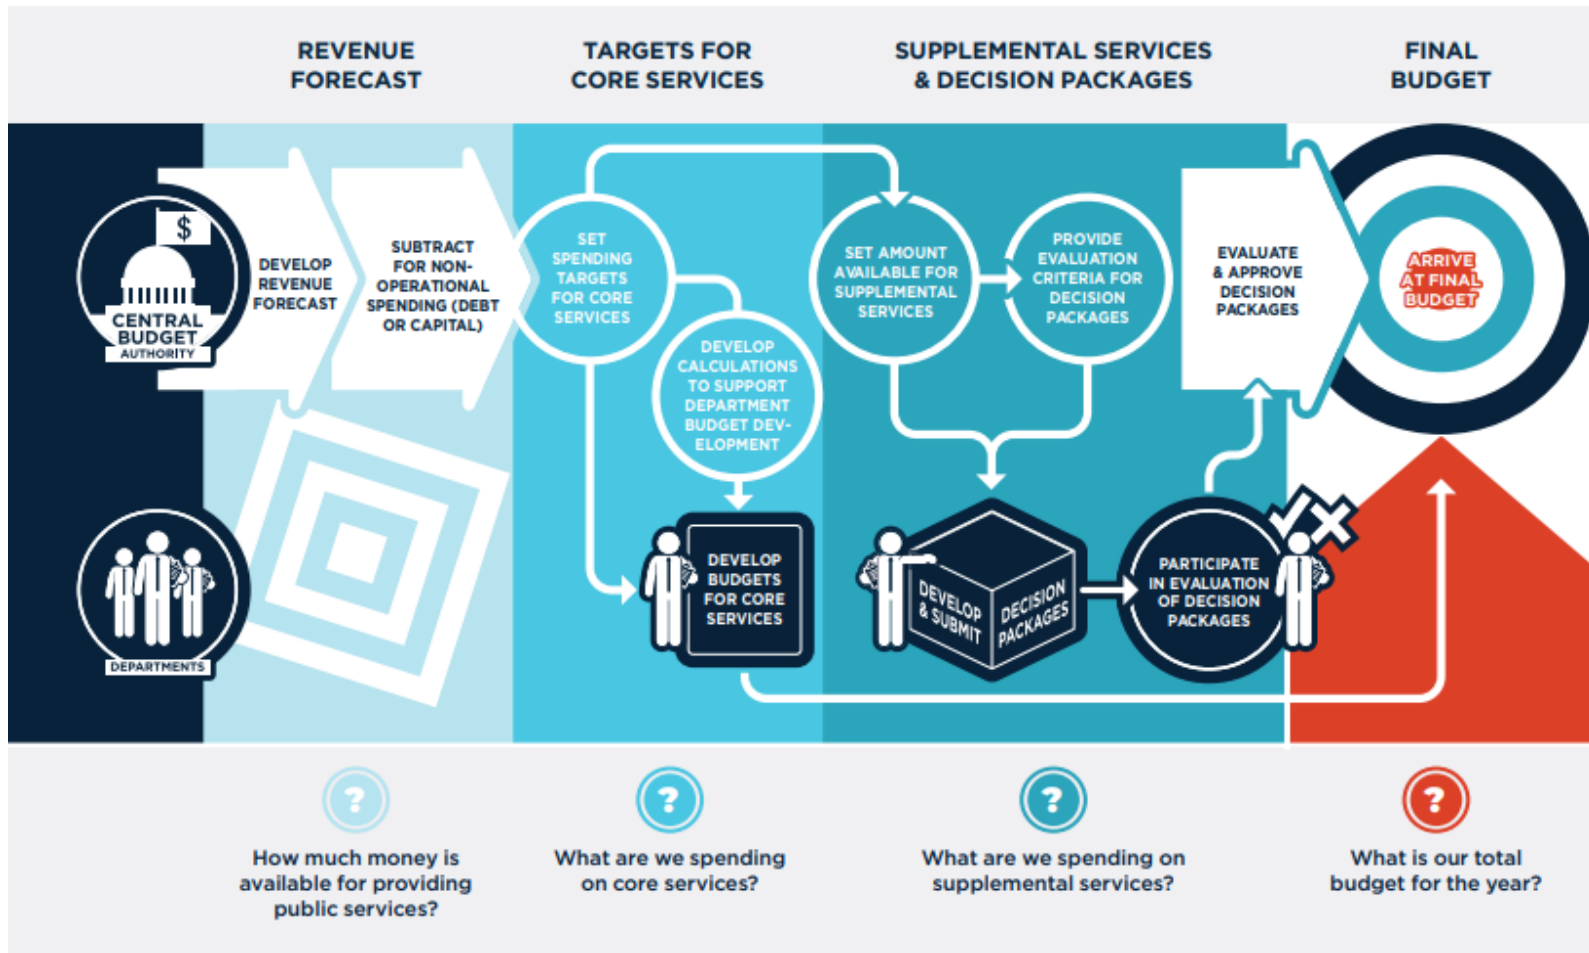 REVENUE
FORECAST
TARGETS FOR
CORE SERVICES
SUPPLEMENTAL SERVICES
& DECISION PACKAGES
FINAL
BUDGET
$
CENTRAL
BUDGET
AUTHORITY
DEVELOP
REVENUE
FORECAST
SUBTRACT
FOR NON-
OPERATIONAL
SPENDING (DEBT
OR CAPITAL)
SET
SPENDING
TARGETS
FOR CORE
SERVICES
DEVELOP
CALCULATIONS
TO SUPPORT
DEPARTMENT
BUDGET DEV-
ELOPMENT
SET AMOUNT
AVAILABLE FOR
SUPPLEMENTAL
SERVICES
PROVIDE
EVALUATION
CRITERIA FOR
DECISION
PACKAGES
EVALUATE
& APPROVE
DECISION
PACKAGES
ARRIVE
AT FINAL
BUDGET
DEPARTMENTS
DEVELOP
BUDGETS
FOR CORE
SERVICES
DEVELOP
& SUBMIT
DECISION
PACKAGES
PARTICIPATE
IN EVALUATION
OF DECISION
PACKAGES
?
How much money is
available for providing
public services?
?
What are we spending
on core services?
?
What are we spending on
supplemental services?
?
What is our total
budget for the year?